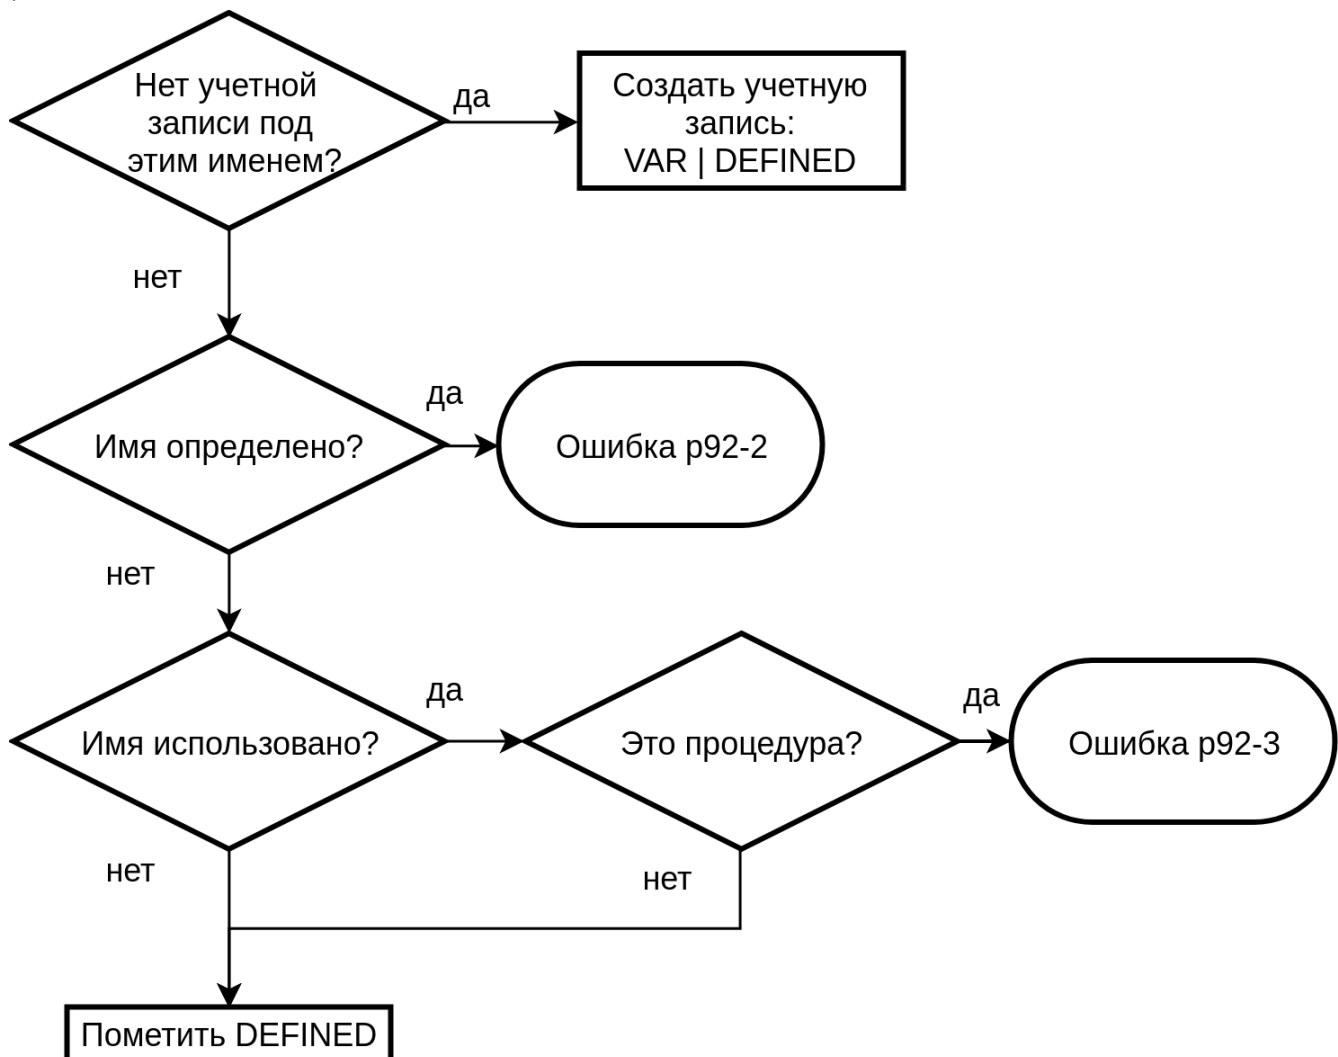 Нет учетной
записи под
этим именем?
да
Создать учетную
запись:
VAR | DEFINED
нет
Имя определено?
да
Ошибка p92-2
нет
Имя использовано?
да
Это процедура?
да
Ошибка p92-3
нет
нет
Пометить DEFINED